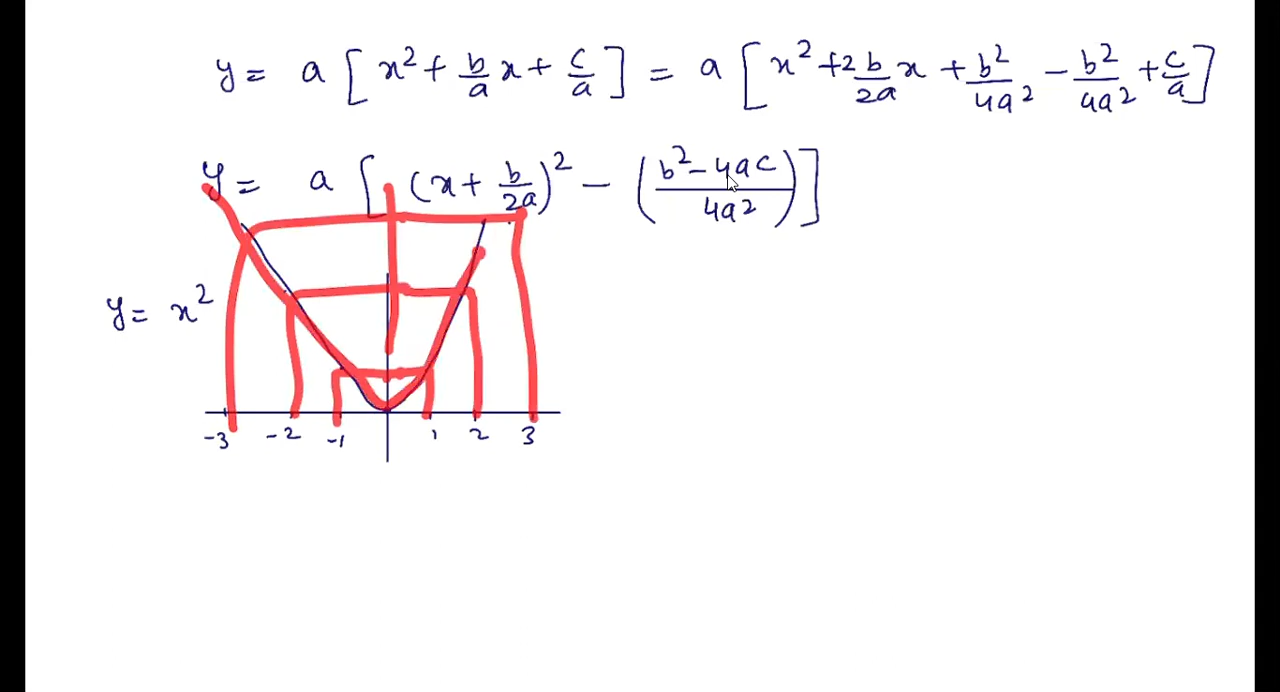 y = a [ x² + b/a x + c/a ] = a [ x² + 2 b/2a x + b²/4a² − b²/4a² + c/a ]
y = a [ (x + b/2a)² − ( b² − 4ac / 4a² ) ]
y = x²
-3 -2 -1 1 2 3